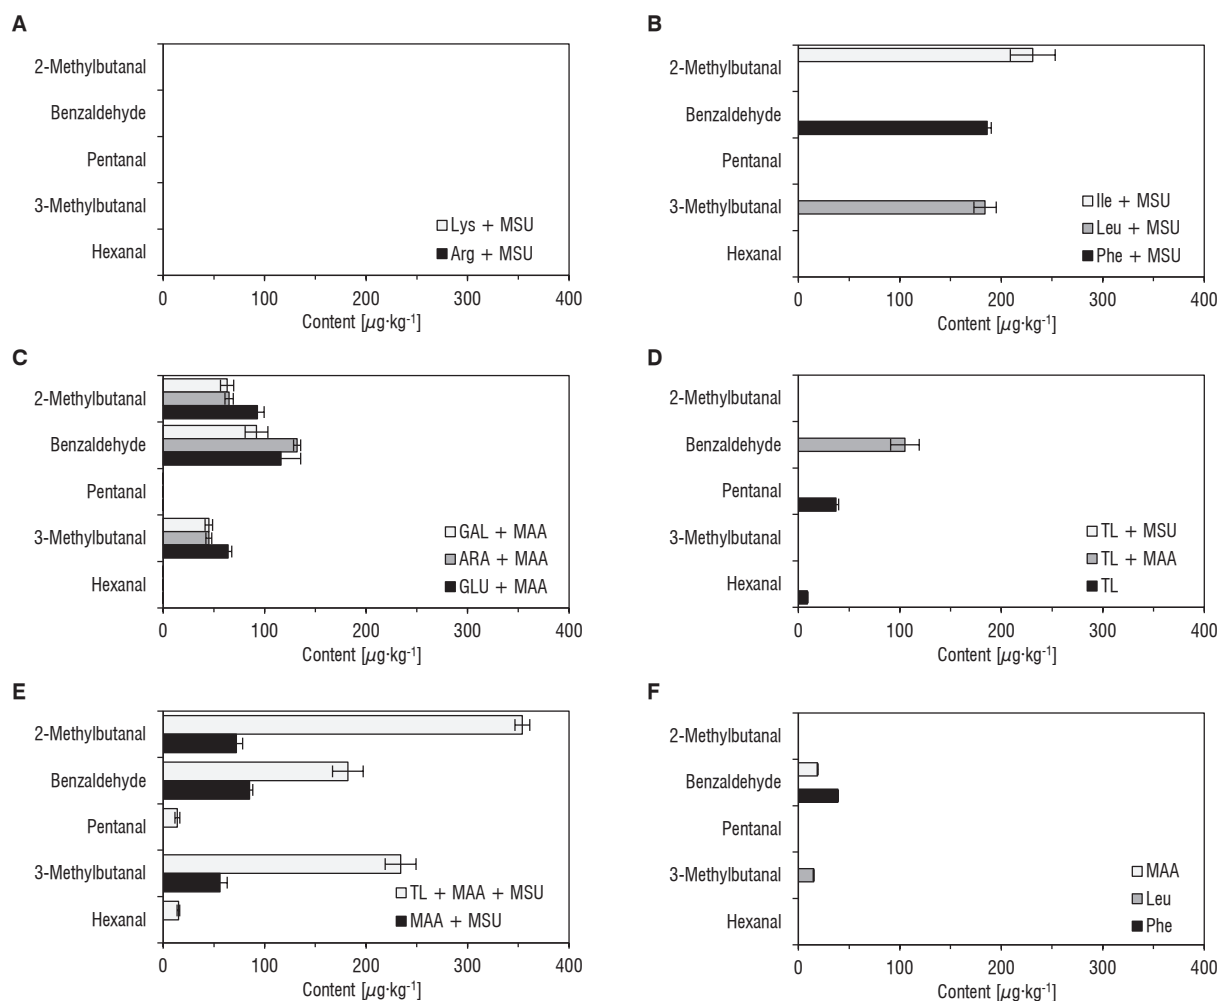 A
2-Methylbutanal
Benzaldehyde
Pentanal
3-Methylbutanal
Hexanal
Lys + MSU
Arg + MSU
0 100 200 300 400
Content [µg·kg-1]
B
2-Methylbutanal
Benzaldehyde
Pentanal
3-Methylbutanal
Hexanal
Ile + MSU
Leu + MSU
Phe + MSU
0 100 200 300 400
Content [µg·kg-1]
C
2-Methylbutanal
Benzaldehyde
Pentanal
3-Methylbutanal
Hexanal
GAL + MAA
ARA + MAA
GLU + MAA
0 100 200 300 400
Content [µg·kg-1]
D
2-Methylbutanal
Benzaldehyde
Pentanal
3-Methylbutanal
Hexanal
TL + MSU
TL + MAA
TL
0 100 200 300 400
Content [µg·kg-1]
E
2-Methylbutanal
Benzaldehyde
Pentanal
3-Methylbutanal
Hexanal
TL + MAA + MSU
MAA + MSU
0 100 200 300 400
Content [µg·kg-1]
F
2-Methylbutanal
Benzaldehyde
Pentanal
3-Methylbutanal
Hexanal
MAA
Leu
Phe
0 100 200 300 400
Content [µg·kg-1]